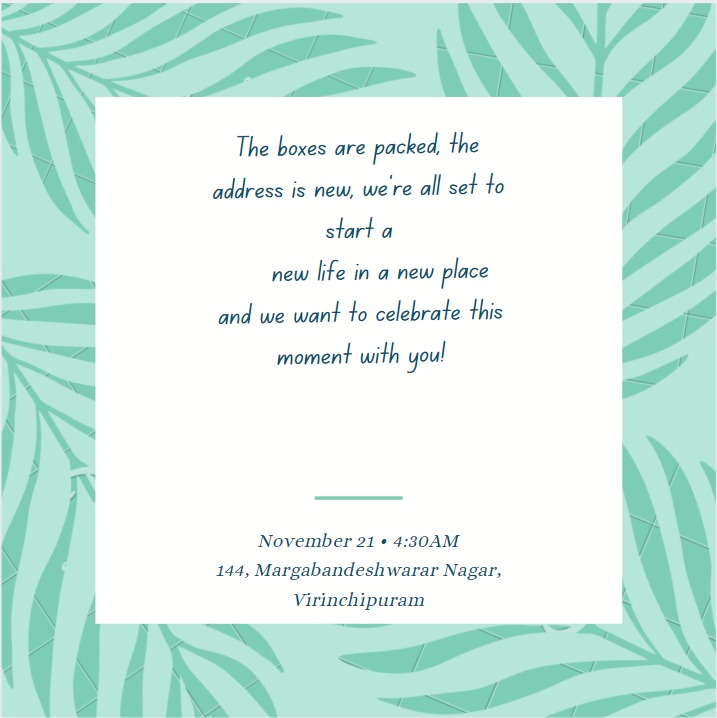 The boxes are packed, the
address is new, we're all set to
start a
new life in a new place
and we want to celebrate this
moment with you!
November 21 • 4:30AM
144, Margabandeshwarar Nagar,
Virinchipuram